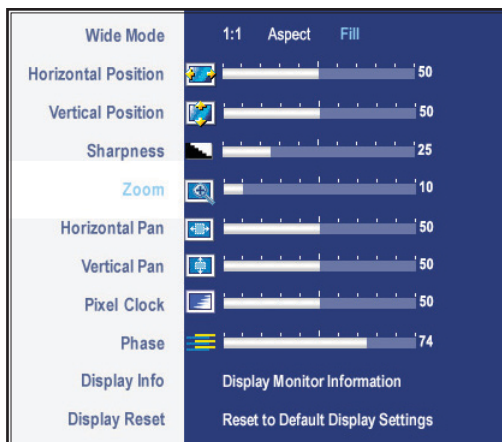 Wide Mode 1:1 Aspect Fill
Horizontal Position 50
Vertical Position 50
Sharpness 25
Zoom 10
Horizontal Pan 50
Vertical Pan 50
Pixel Clock 50
Phase 74
Display Info Display Monitor Information
Display Reset Reset to Default Display Settings